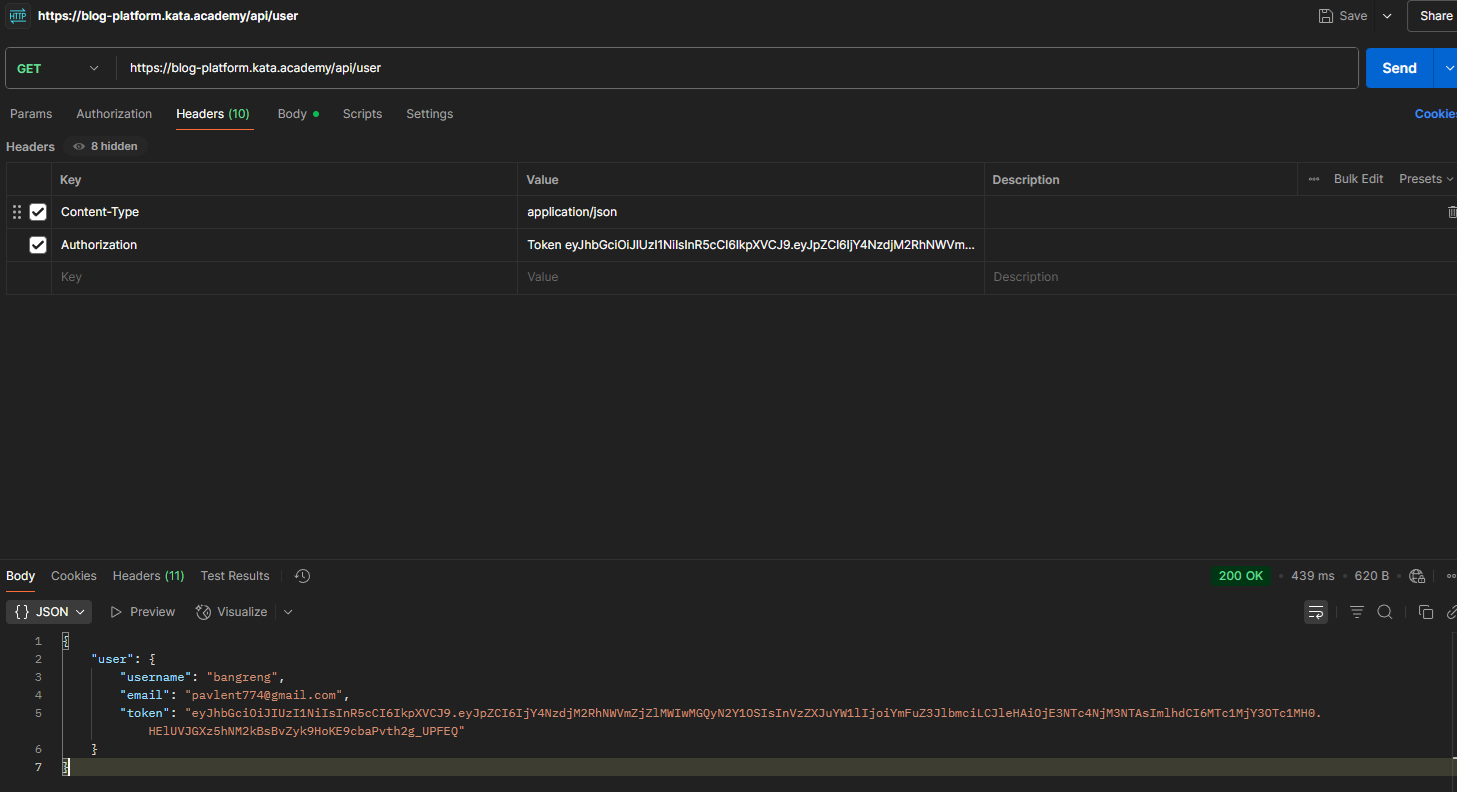 HTTP https://blog-platform.kata.academy/api/user Save Share
GET https://blog-platform.kata.academy/api/user Send
Params Authorization Headers (10) Body Scripts Settings Cookies
Headers 8 hidden
Key Value Description Bulk Edit Presets
Content-Type application/json
Authorization Token eyJhbGciOiJIUzI1NiIsInR5cCI6IkpXVCJ9.eyJpZCI6IjY4NzdjM2RhNWVm...
Key Value Description
Body Cookies Headers (11) Test Results 200 OK 439 ms 620 B
{} JSON Preview Visualize
1 {
2 "user": {
3 "username": "bangreng",
4 "email": "pavlent774@gmail.com",
5 "token": "eyJhbGciOiJIUzI1NiIsInR5cCI6IkpXVCJ9.eyJpZCI6IjY4NzdjM2RhNWVmZjZlMWIwMGQyN2Y1OSIsInVzZXJuYW1lIjoiYmFuZ3JlbmciLCJleHAiOjE3NTc4NjM3NTAsImlhdCI6MTc1MjY3OTc1MH0.
HElUVJGXz5hNM2kBsBvZyk9HoKE9cbaPvth2g_UPFEQ"
6 }
7 }